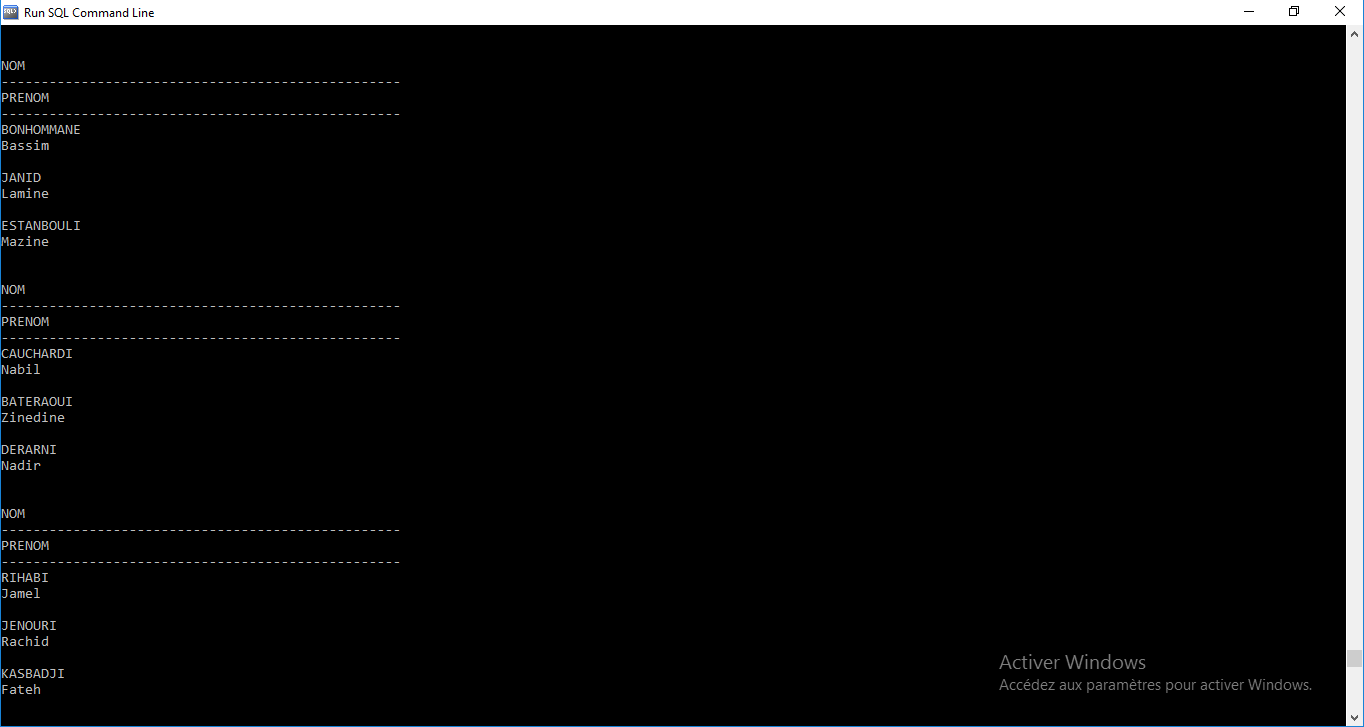 Run SQL Command Line
NOM
--------------------------------------------------
PRENOM
--------------------------------------------------
BONHOMMANE
Bassim
JANID
Lamine
ESTANBOULI
Mazine
NOM
--------------------------------------------------
PRENOM
--------------------------------------------------
CAUCHARDI
Nabil
BATERAOUI
Zinedine
DERARNI
Nadir
NOM
--------------------------------------------------
PRENOM
--------------------------------------------------
RIHABI
Jamel
JENOURI
Rachid
KASBADJI
Fateh
Activer Windows
Accédez aux paramètres pour activer Windows.